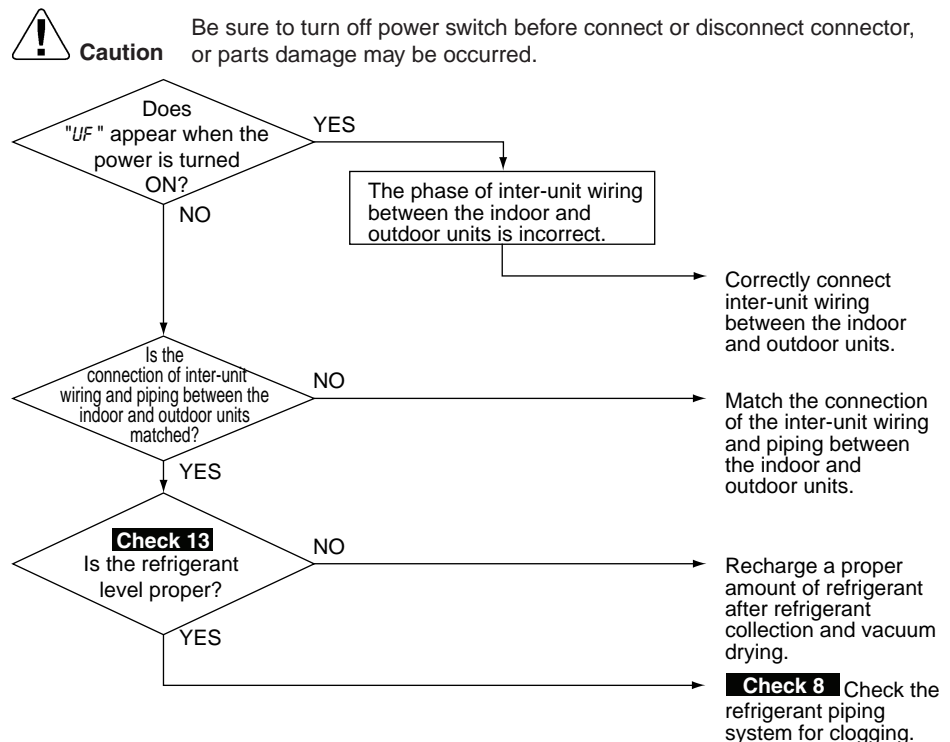 Be sure to turn off power switch before connect or disconnect connector,
Caution or parts damage may be occurred.
Does
"UF" appear when the
power is turned
ON?
YES
NO
The phase of inter-unit wiring
between the indoor and
outdoor units is incorrect.
Correctly connect
inter-unit wiring
between the indoor
and outdoor units.
Is the
connection of inter-unit
wiring and piping between the
indoor and outdoor units
matched?
NO
YES
Match the connection
of the inter-unit wiring
and piping between
the indoor and
outdoor units.
Check 13
Is the refrigerant
level proper?
NO
YES
Recharge a proper
amount of refrigerant
after refrigerant
collection and vacuum
drying.
Check 8 Check the
refrigerant piping
system for clogging.